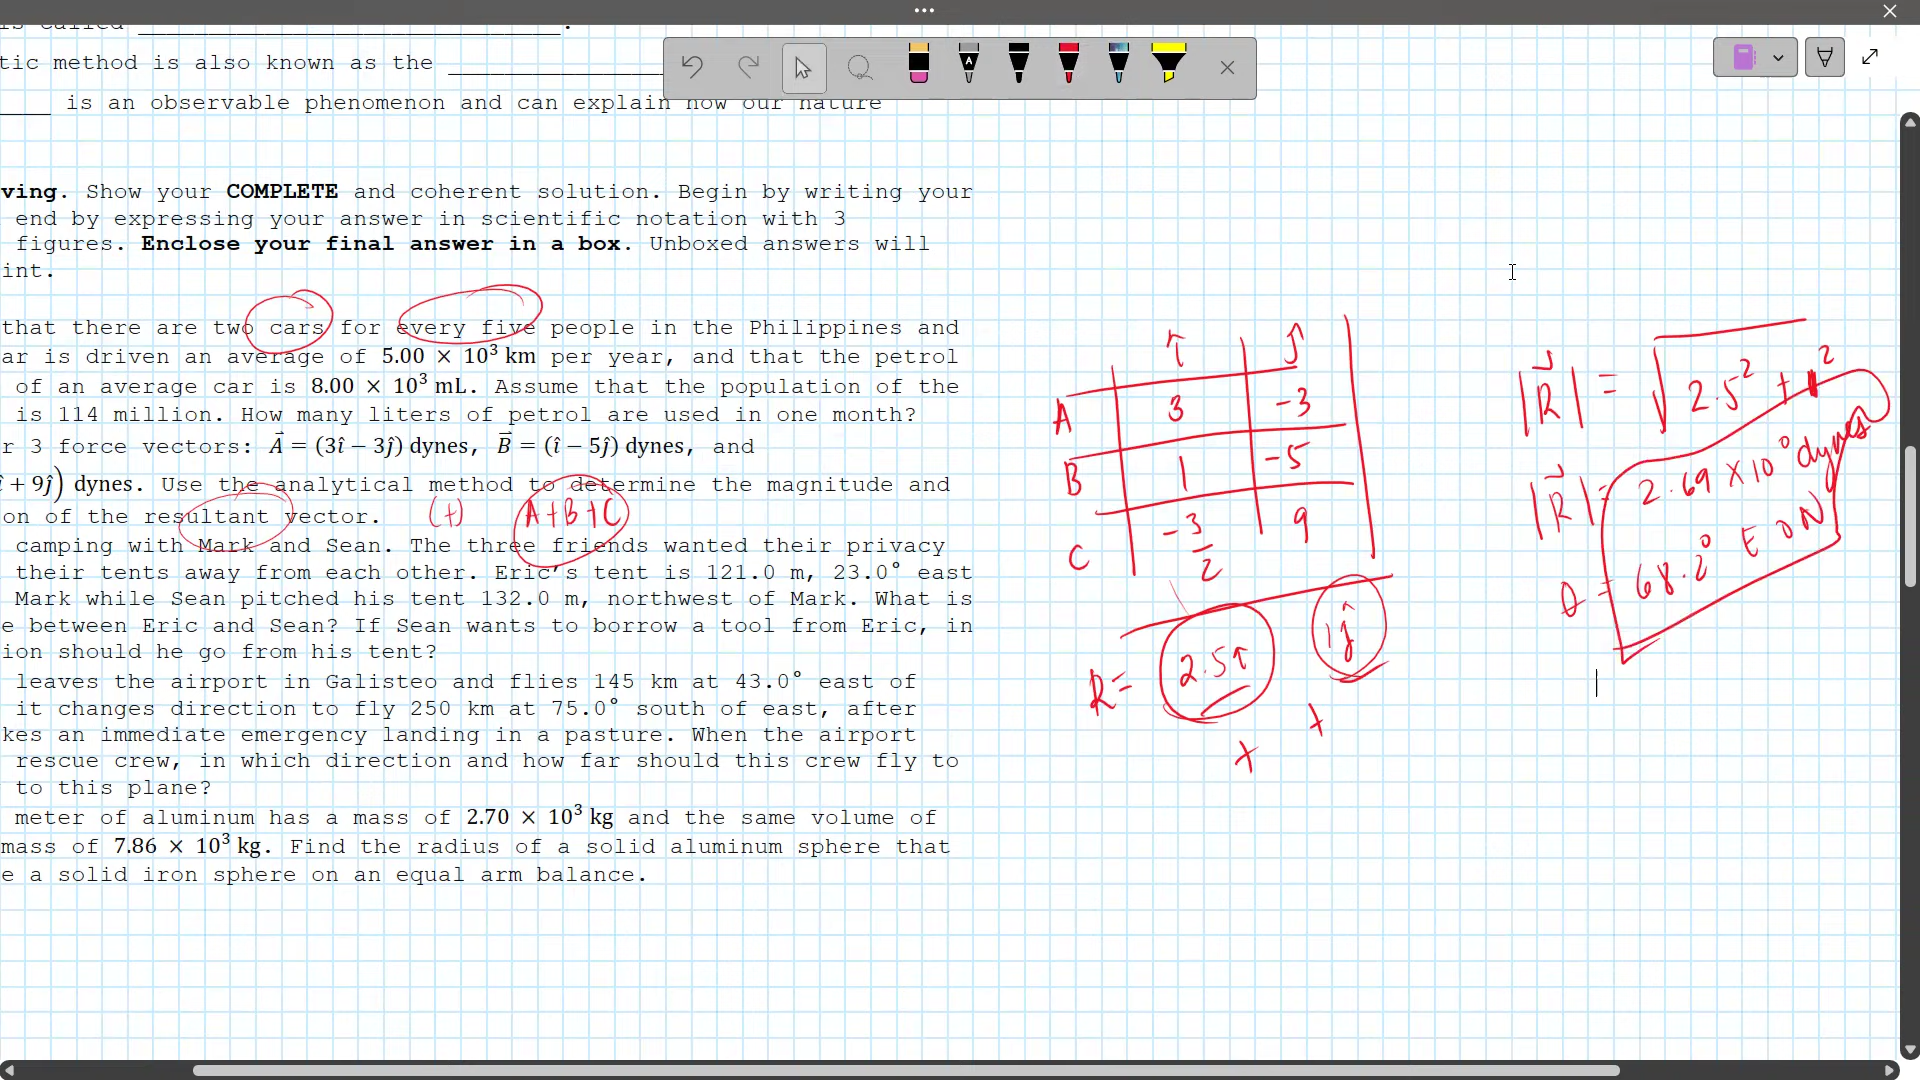 is called ______________________________.
tic method is also known as the ________________
____ is an observable phenomenon and can explain how our nature
ving. Show your COMPLETE and coherent solution. Begin by writing your
end by expressing your answer in scientific notation with 3
figures. Enclose your final answer in a box. Unboxed answers will
int.
that there are two cars for every five people in the Philippines and
ar is driven an average of 5.00 × 10³ km per year, and that the petrol
of an average car is 8.00 × 10³ mL. Assume that the population of the
is 114 million. How many liters of petrol are used in one month?
r 3 force vectors: A⃗ = (3î − 3ĵ) dynes, B⃗ = (î − 5ĵ) dynes, and
î + 9ĵ) dynes. Use the analytical method to determine the magnitude and
on of the resultant vector. (+) A+B+C
camping with Mark and Sean. The three friends wanted their privacy
their tents away from each other. Eric's tent is 121.0 m, 23.0° east
Mark while Sean pitched his tent 132.0 m, northwest of Mark. What is
e between Eric and Sean? If Sean wants to borrow a tool from Eric, in
ion should he go from his tent?
leaves the airport in Galisteo and flies 145 km at 43.0° east of
it changes direction to fly 250 km at 75.0° south of east, after
kes an immediate emergency landing in a pasture. When the airport
rescue crew, in which direction and how far should this crew fly to
to this plane?
meter of aluminum has a mass of 2.70 × 10³ kg and the same volume of
mass of 7.86 × 10³ kg. Find the radius of a solid aluminum sphere that
e a solid iron sphere on an equal arm balance.
î ĵ
A 3 -3
B 1 -5
C -3/2 9
R = 2.5î 1ĵ
+ +
|R⃗| = √2.5² + 1²
|R⃗| = 2.69 × 10⁰ dynes
θ = 68.2° E of N